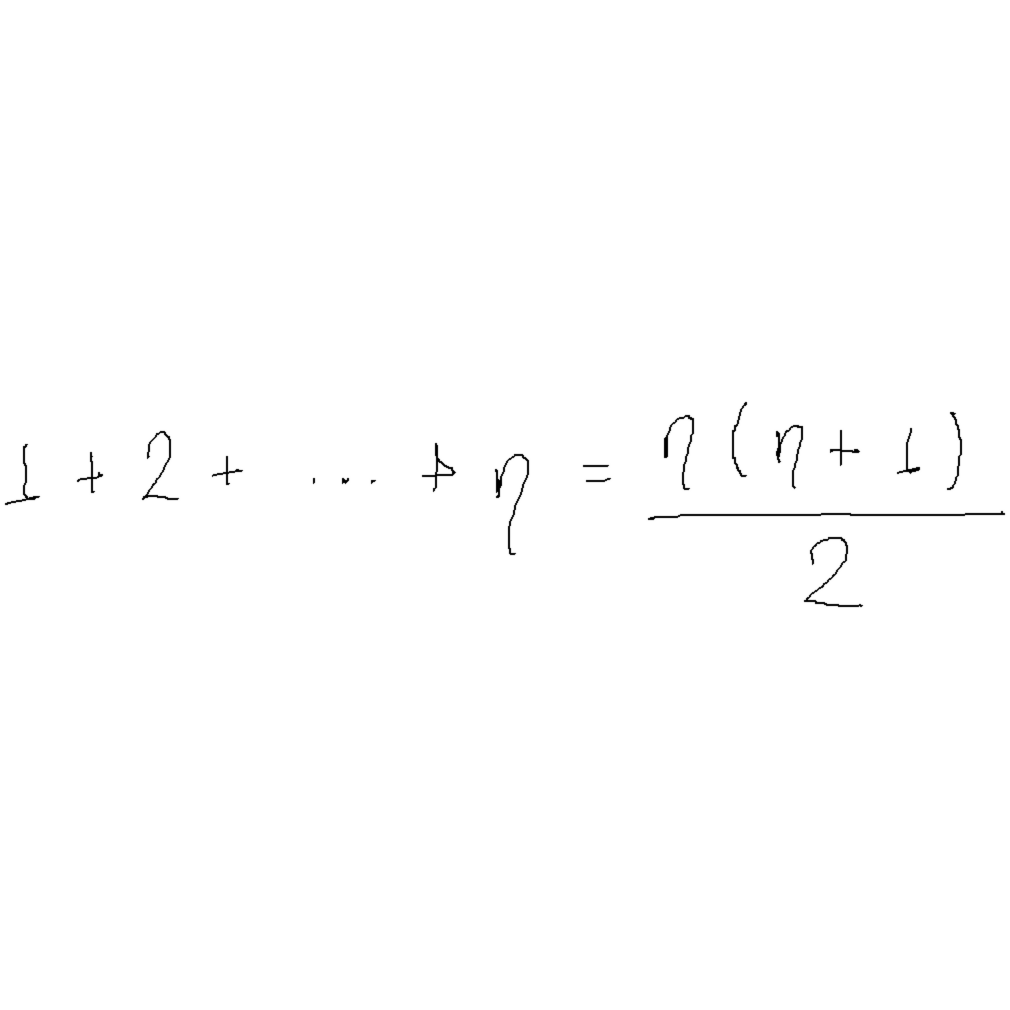 1 + 2 + .... + η = η(η + 1) / 2